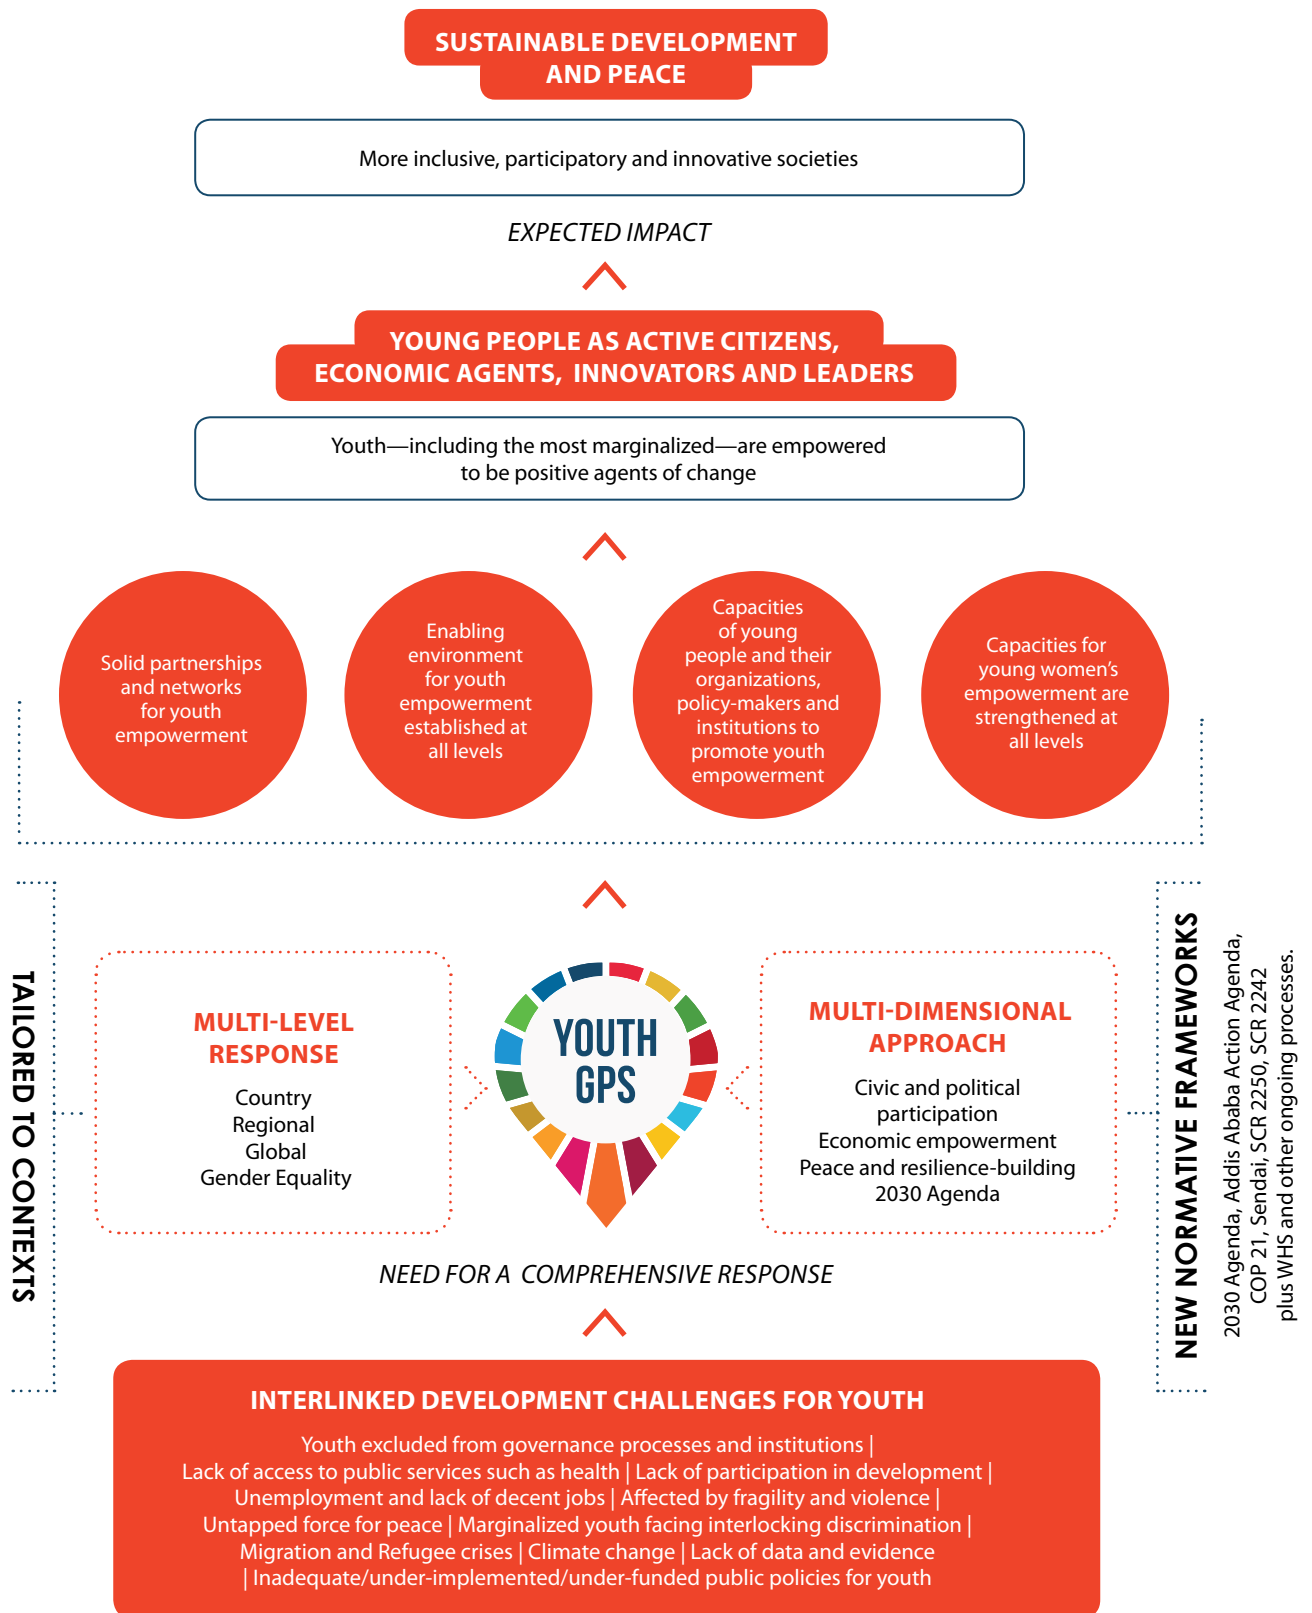 SUSTAINABLE DEVELOPMENT
AND PEACE
More inclusive, participatory and innovative societies
EXPECTED IMPACT
YOUNG PEOPLE AS ACTIVE CITIZENS,
ECONOMIC AGENTS, INNOVATORS AND LEADERS
Youth—including the most marginalized—are empowered
to be positive agents of change
Solid partnerships
and networks
for youth
empowerment
Enabling
environment
for youth
empowerment
established at
all levels
Capacities
of young
people and their
organizations,
policy-makers and
institutions to
promote youth
empowerment
Capacities for
young women's
empowerment are
strengthened at
all levels
TAILORED TO CONTEXTS
MULTI-LEVEL
RESPONSE
Country
Regional
Global
Gender Equality
YOUTH
GPS
MULTI-DIMENSIONAL
APPROACH
Civic and political
participation
Economic empowerment
Peace and resilience-building
2030 Agenda
NEW NORMATIVE FRAMEWORKS
2030 Agenda, Addis Ababa Action Agenda,
COP 21, Sendai, SCR 2250, SCR 2242
plus WHS and other ongoing processes.
NEED FOR A COMPREHENSIVE RESPONSE
INTERLINKED DEVELOPMENT CHALLENGES FOR YOUTH
Youth excluded from governance processes and institutions |
Lack of access to public services such as health | Lack of participation in development |
Unemployment and lack of decent jobs | Affected by fragility and violence |
Untapped force for peace | Marginalized youth facing interlocking discrimination |
Migration and Refugee crises | Climate change | Lack of data and evidence
| Inadequate/under-implemented/under-funded public policies for youth